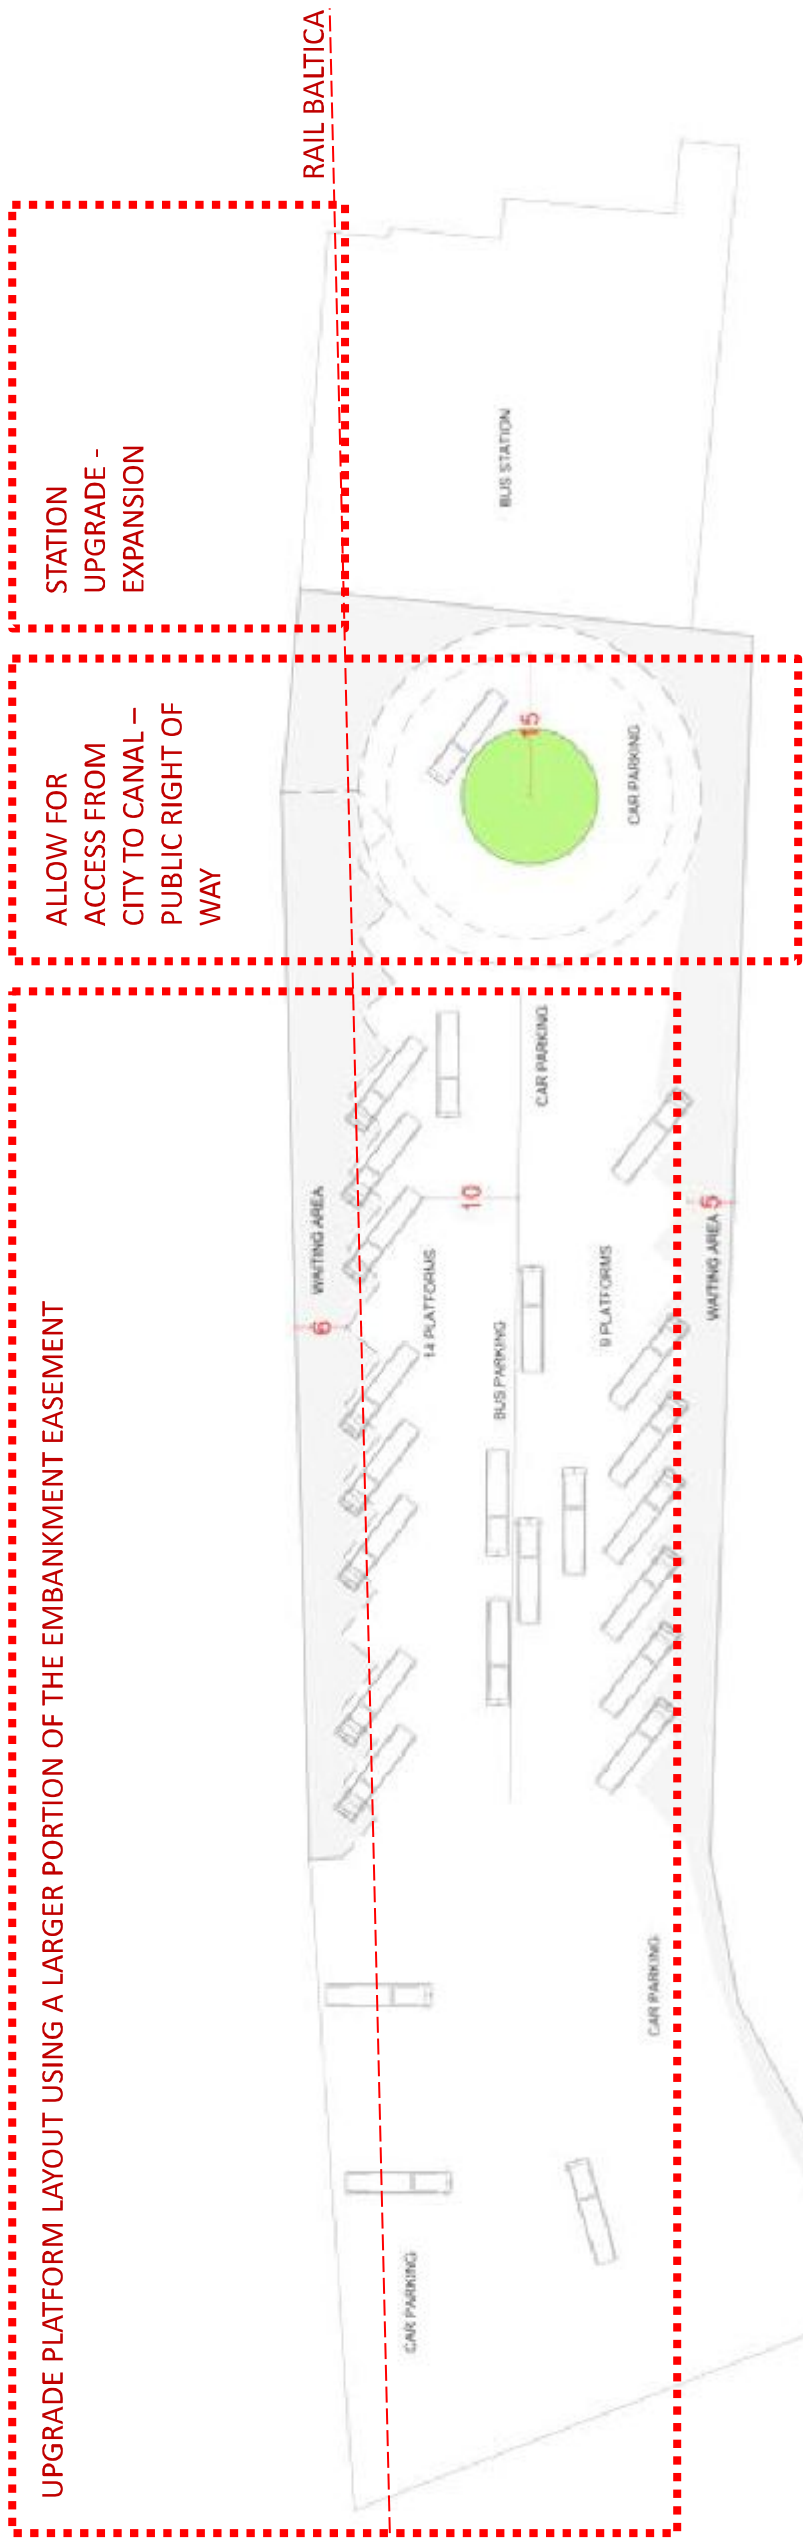 UPGRADE PLATFORM LAYOUT USING A LARGER PORTION OF THE EMBANKMENT EASEMENT
ALLOW FOR
ACCESS FROM
CITY TO CANAL –
PUBLIC RIGHT OF
WAY
STATION
UPGRADE -
EXPANSION
RAIL BALTICA
WAITING AREA
6
14 PLATFORMS
10
BUS PARKING
CAR PARKING
9 PLATFORMS
WAITING AREA
5
CAR PARKING
CAR PARKING
15
CAR PARKING
BUS STATION